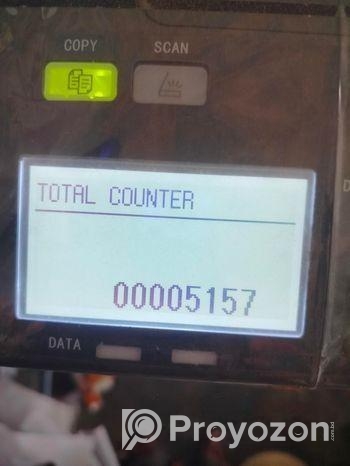 COPY SCAN
TOTAL COUNTER
00005157
DATA
Proyozon